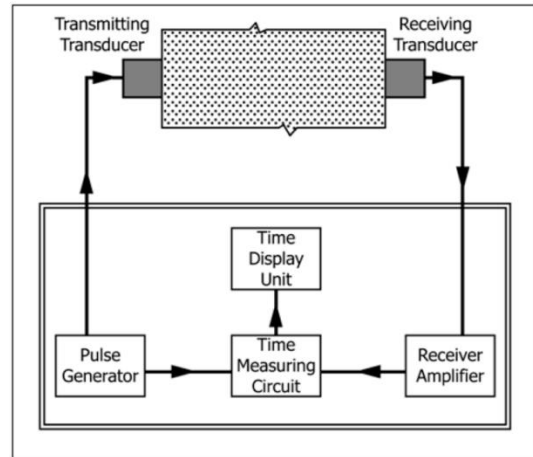 Transmitting
Transducer
Receiving
Transducer
Time
Display
Unit
Pulse
Generator
Time
Measuring
Circuit
Receiver
Amplifier